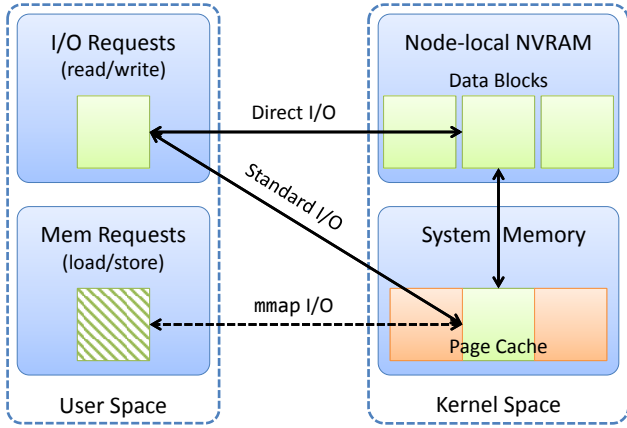 I/O Requests
(read/write)
Node-local NVRAM
Data Blocks
Direct I/O
Standard I/O
Mem Requests
(load/store)
System Memory
mmap I/O
Page Cache
User Space
Kernel Space